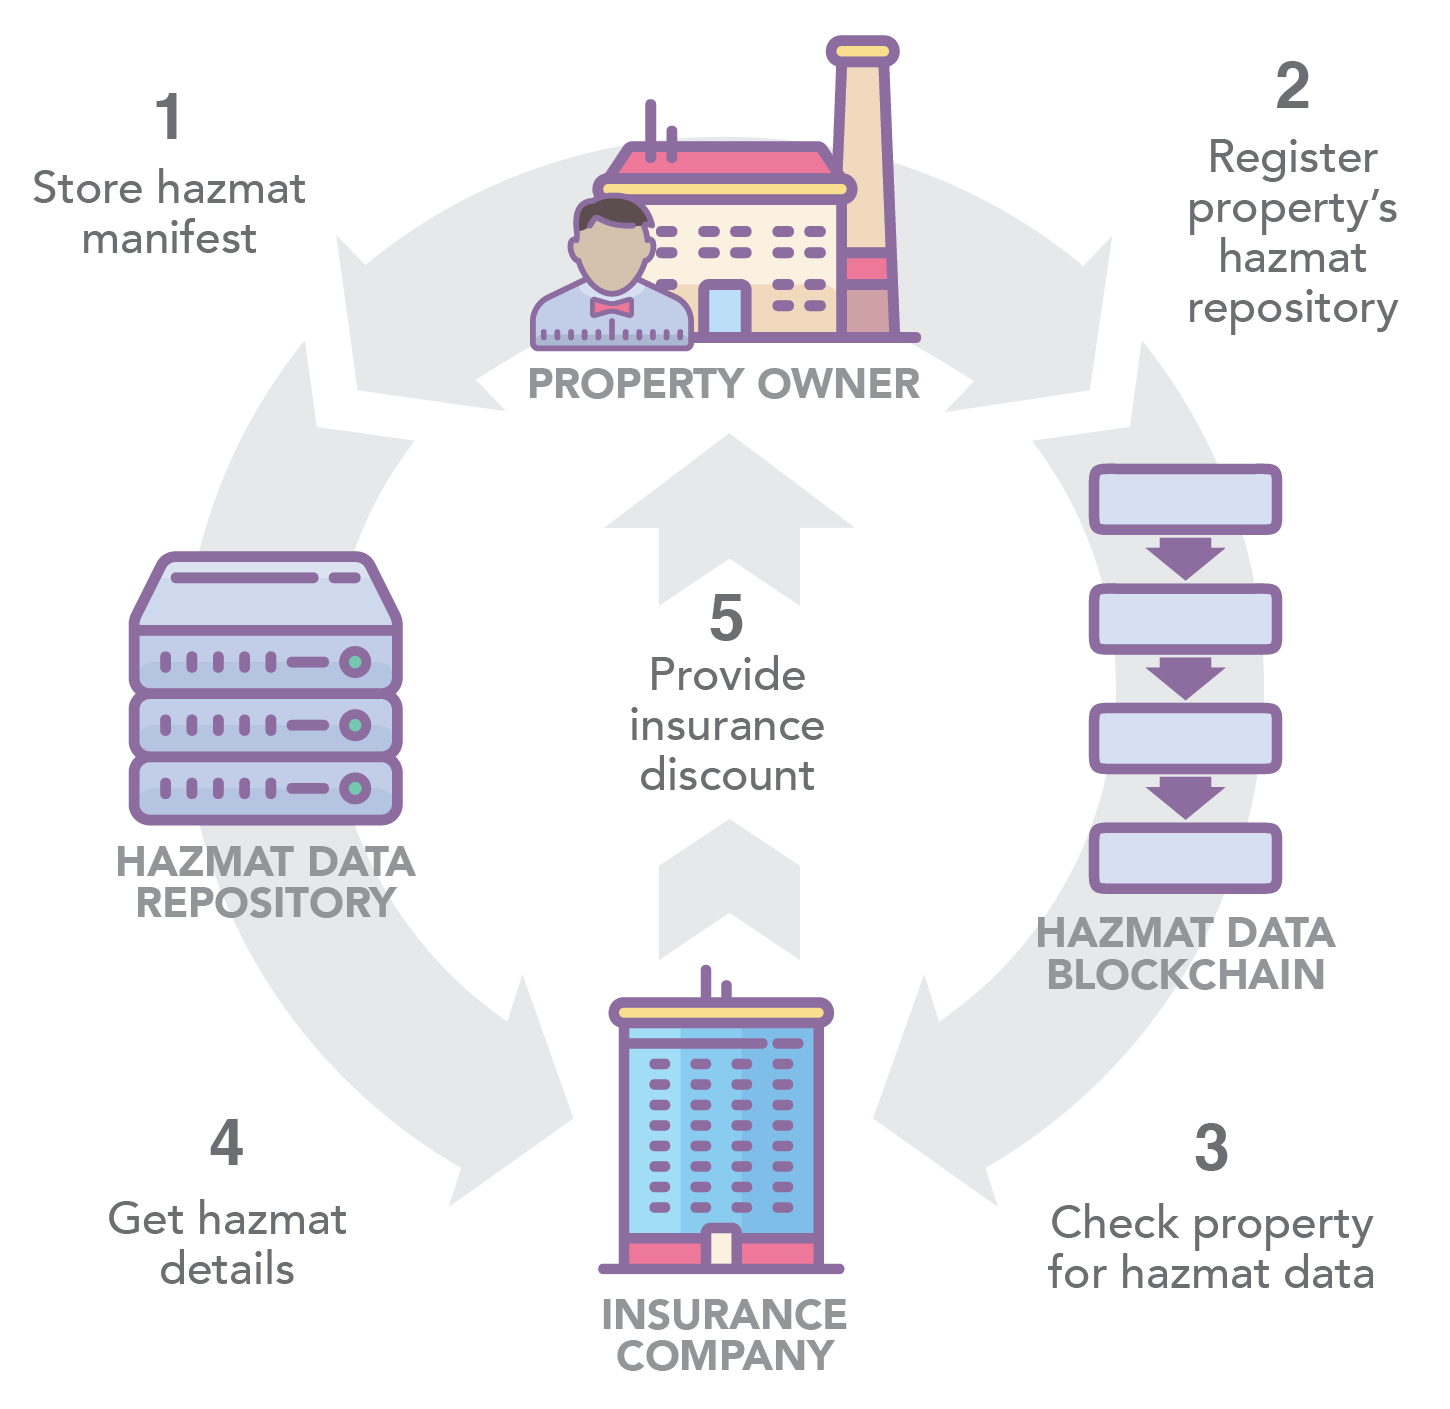 1
Store hazmat
manifest
2
Register
property's
hazmat
repository
PROPERTY OWNER
5
Provide
insurance
discount
HAZMAT DATA
REPOSITORY
HAZMAT DATA
BLOCKCHAIN
4
Get hazmat
details
3
Check property
for hazmat data
INSURANCE
COMPANY